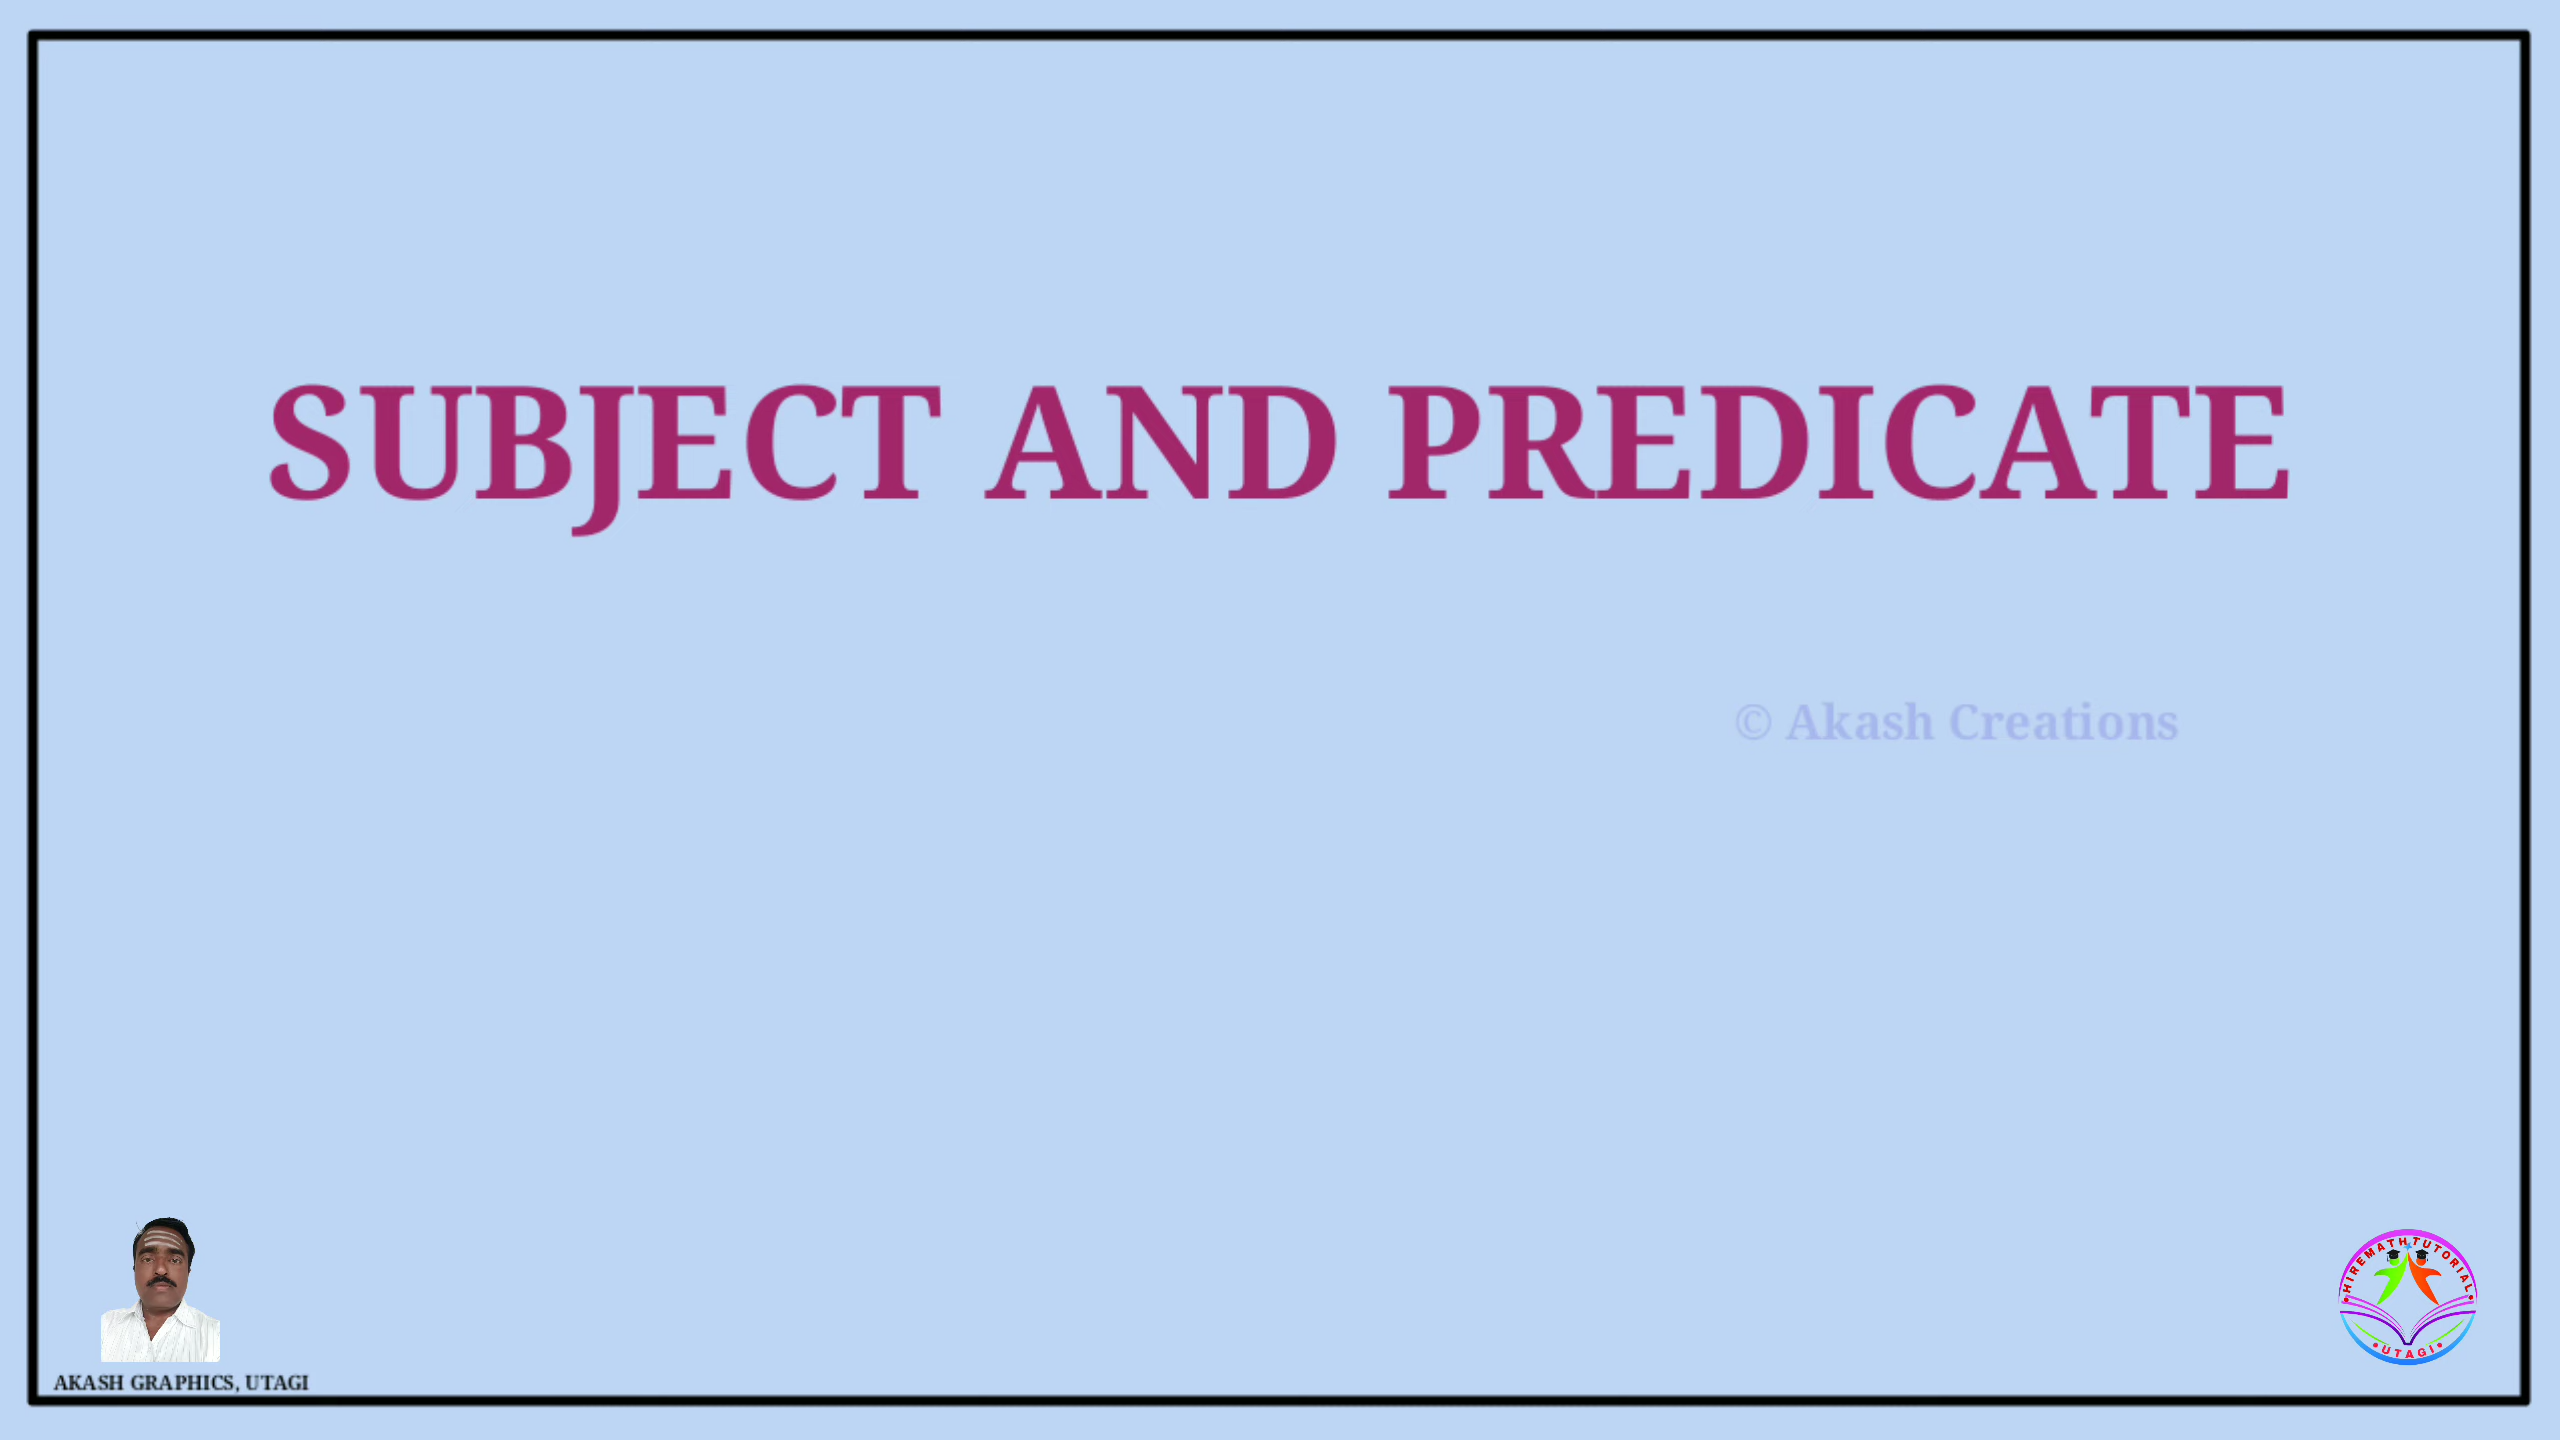 SUBJECT AND PREDICATE
© Akash Creations
HIREMATH TUTORIAL
UTAGI
AKASH GRAPHICS, UTAGI